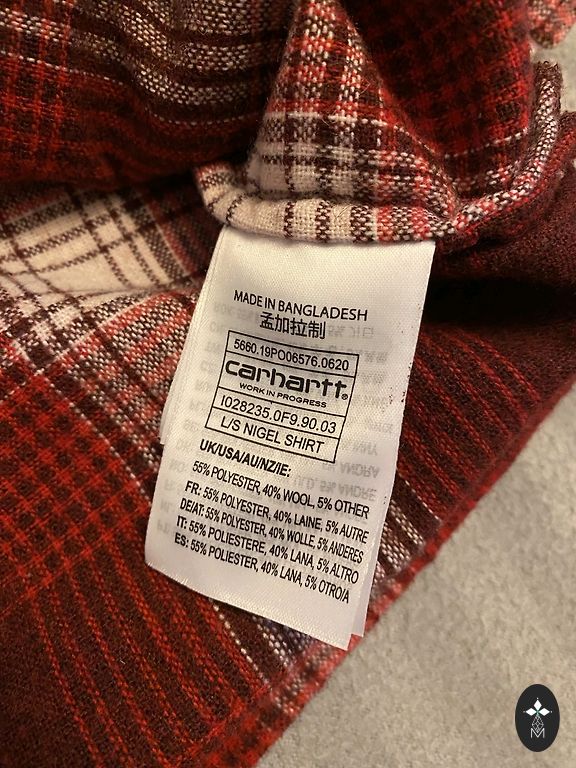 MADE IN BANGLADESH
孟加拉制
5660.19PO06576.0620
carhartt®
WORK IN PROGRESS
I028235.0F9.90.03
L/S NIGEL SHIRT
UK/USA/AU/NZ/IE:
55% POLYESTER, 40% WOOL, 5% OTHER
FR: 55% POLYESTER, 40% LAINE, 5% AUTRE
DE/AT: 55% POLYESTER, 40% WOLLE, 5% ANDERES
IT: 55% POLIESTERE, 40% LANA, 5% ALTRO
ES: 55% POLIESTER, 40% LANA, 5% OTRO/A